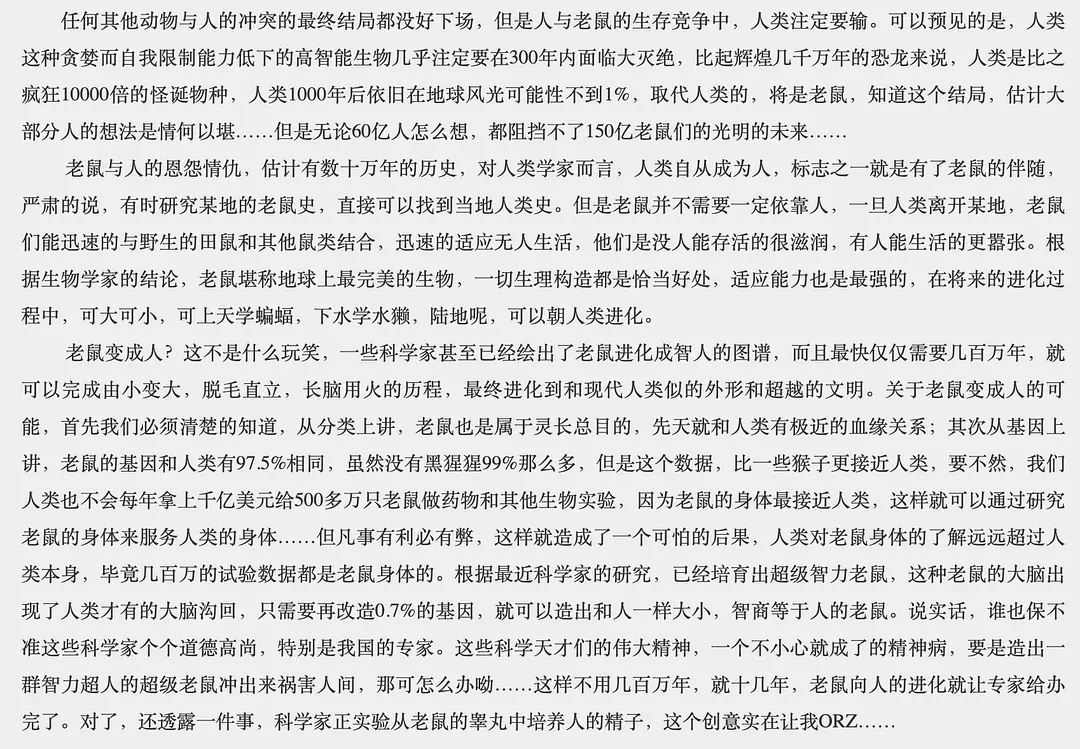 任何其他动物与人的冲突的最终结局都没好下场，但是人与老鼠的生存竞争中，人类注定要输。可以预见的是，人类
这种贪婪而自我限制能力低下的高智能生物几乎注定要在300年内面临大灭绝，比起辉煌几千万年的恐龙来说，人类是比之
疯狂10000倍的怪诞物种，人类1000年后依旧在地球风光可能性不到1%，取代人类的，将是老鼠，知道这个结局，估计大
部分人的想法是情何以堪……但是无论60亿人怎么想，都阻挡不了150亿老鼠们的光明的未来……
老鼠与人的恩怨情仇，估计有数十万年的历史，对人类学家而言，人类自从成为人，标志之一就是有了老鼠的伴随，
严肃的说，有时研究某地的老鼠史，直接可以找到当地人类史。但是老鼠并不需要一定依靠人，一旦人类离开某地，老鼠
们能迅速的与野生的田鼠和其他鼠类结合，迅速的适应无人生活，他们是没人能存活的很滋润，有人能生活的更嚣张。根
据生物学家的结论，老鼠堪称地球上最完美的生物，一切生理构造都是恰当好处，适应能力也是最强的，在将来的进化过
程中，可大可小，可上天学蝙蝠，下水学水獭，陆地呢，可以朝人类进化。
老鼠变成人？这不是什么玩笑，一些科学家甚至已经绘出了老鼠进化成智人的图谱，而且最快仅仅需要几百万年，就
可以完成由小变大，脱毛直立，长脑用火的历程，最终进化到和现代人类似的外形和超越的文明。关于老鼠变成人的可
能，首先我们必须清楚的知道，从分类上讲，老鼠也是属于灵长总目的，先天就和人类有极近的血缘关系；其次从基因上
讲，老鼠的基因和人类有97.5%相同，虽然没有黑猩猩99%那么多，但是这个数据，比一些猴子更接近人类，要不然，我们
人类也不会每年拿上千亿美元给500多万只老鼠做药物和其他生物实验，因为老鼠的身体最接近人类，这样就可以通过研究
老鼠的身体来服务人类的身体……但凡事有利必有弊，这样就造成了一个可怕的后果，人类对老鼠身体的了解远远超过人
类本身，毕竟几百万的试验数据都是老鼠身体的。根据最近科学家的研究，已经培育出超级智力老鼠，这种老鼠的大脑出
现了人类才有的大脑沟回，只需要再改造0.7%的基因，就可以造出和人一样大小，智商等于人的老鼠。说实话，谁也保不
准这些科学家个个道德高尚，特别是我国的专家。这些科学天才们的伟大精神，一个不小心就成了的精神病，要是造出一
群智力超人的超级老鼠冲出来祸害人间，那可怎么办呦……这样不用几百万年，就十几年，老鼠向人的进化就让专家给办
完了。对了，还透露一件事，科学家正实验从老鼠的睾丸中培养人的精子，这个创意实在让我ORZ……